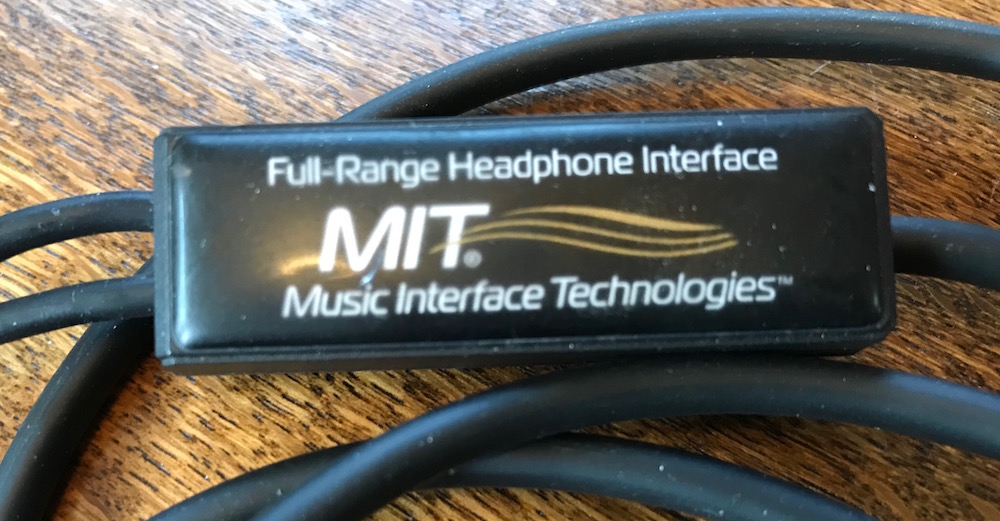 Full-Range Headphone Interface
MIT®
Music Interface Technologies™